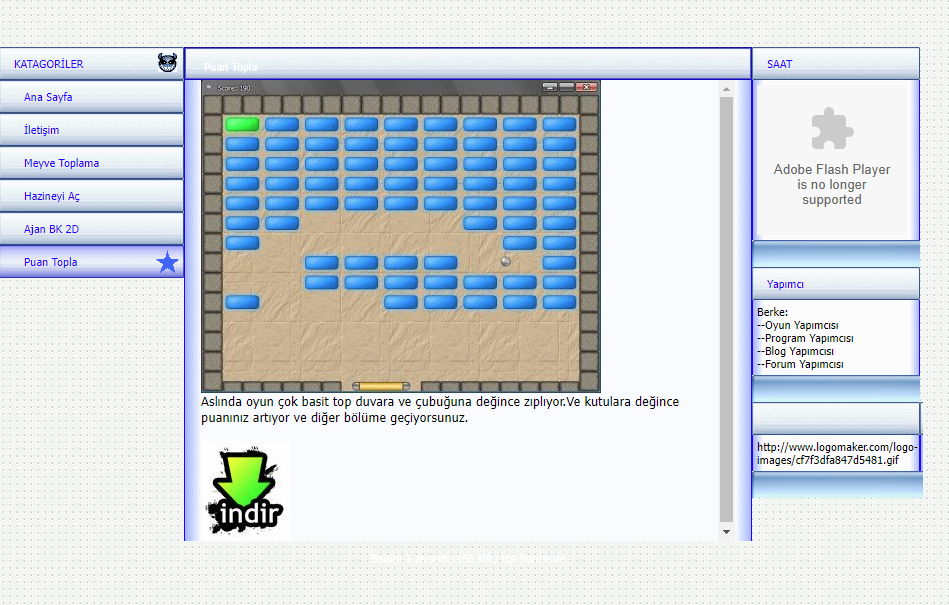 KATAGORİLER
Ana Sayfa
İletişim
Meyve Toplama
Hazineyi Aç
Ajan BK 2D
Puan Topla
Puan Topla
Score: 190
Aslında oyun çok basit top duvara ve çubuğuna değince zıplıyor.Ve kutulara değince
puanınız artıyor ve diğer bölüme geçiyorsunuz.
indir
SAAT
Adobe Flash Player
is no longer
supported
Yapımcı
Berke:
--Oyun Yapımcısı
--Program Yapımcısı
--Blog Yapımcısı
--Forum Yapımcısı
http://www.logomaker.com/logo-
images/cf7f3dfa847d5481.gif